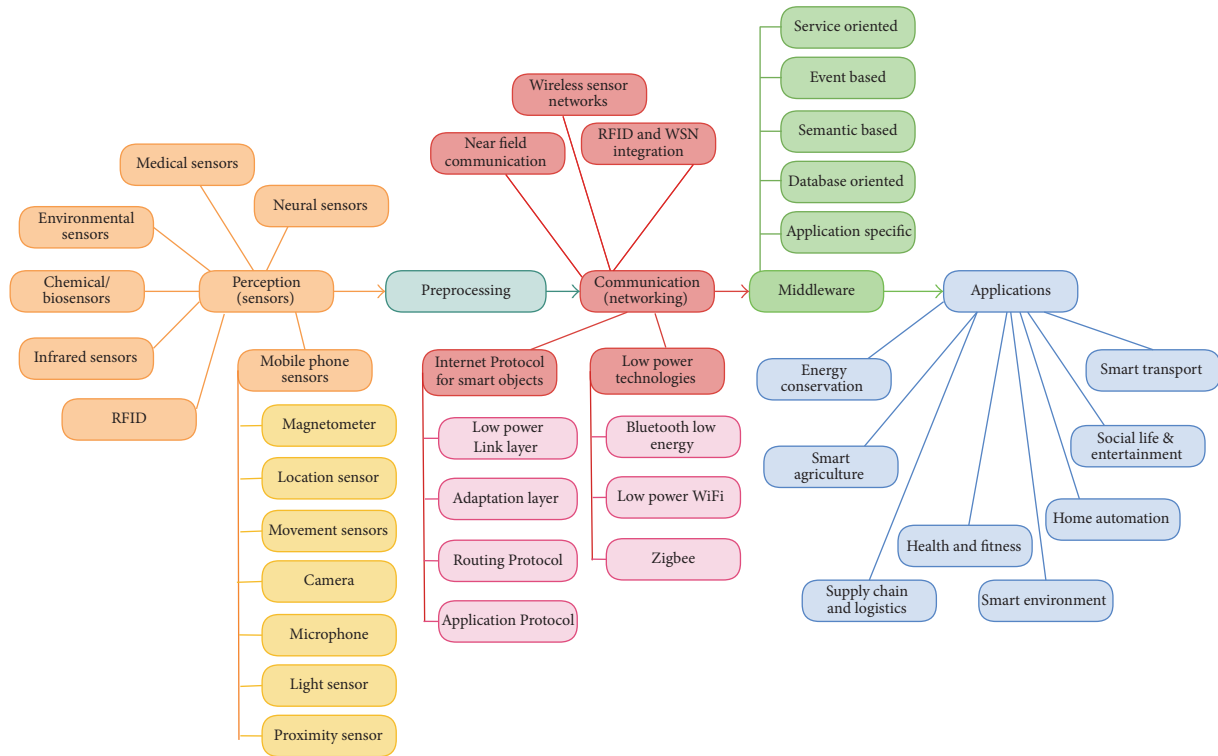 Service oriented
Event based
Semantic based
Database oriented
Application specific
Wireless sensor
networks
Near field
communication
RFID and WSN
integration
Medical sensors
Neural sensors
Environmental
sensors
Chemical/
biosensors
Infrared sensors
RFID
Perception
(sensors)
Preprocessing
Communication
(networking)
Middleware
Applications
Mobile phone
sensors
Magnetometer
Location sensor
Movement sensors
Camera
Microphone
Light sensor
Proximity sensor
Internet Protocol
for smart objects
Low power
Link layer
Adaptation layer
Routing Protocol
Application Protocol
Low power
technologies
Bluetooth low
energy
Low power WiFi
Zigbee
Energy
conservation
Smart
agriculture
Supply chain
and logistics
Health and fitness
Smart environment
Home automation
Social life &
entertainment
Smart transport